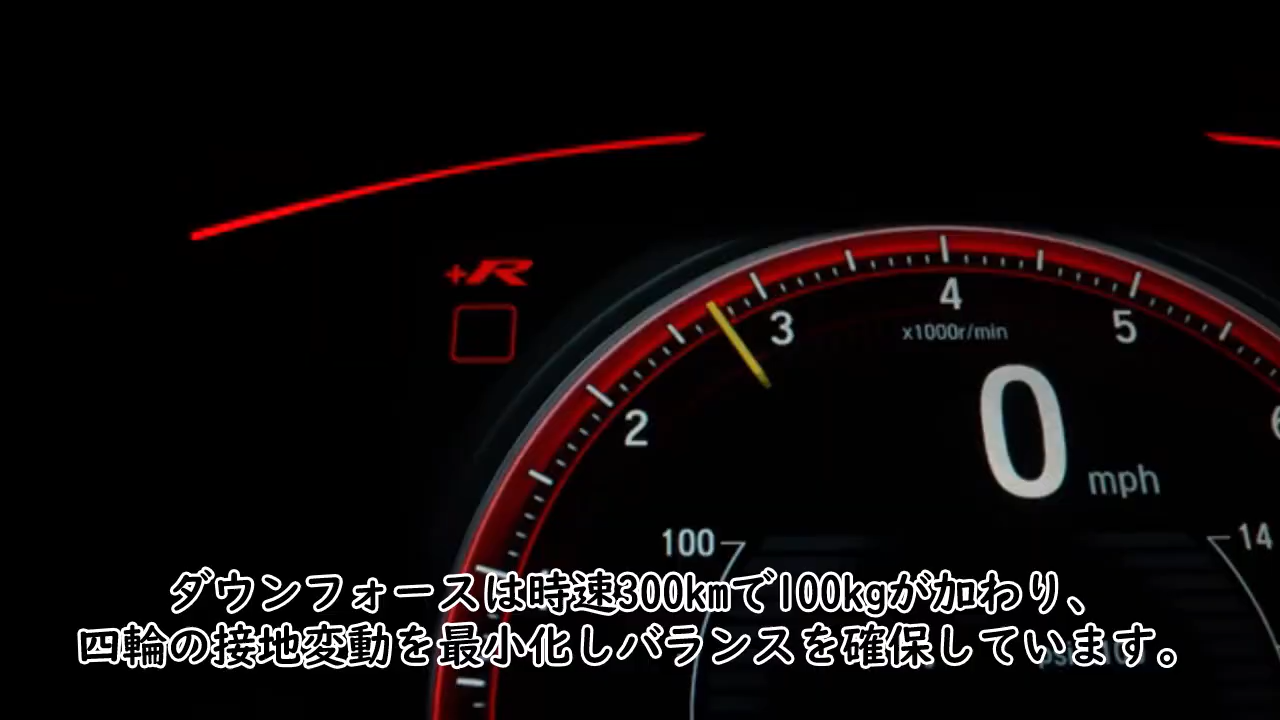 +R
4
3
5
x1000r/min
2
0 mph
100
14
ダウンフォースは時速300kmで100kgが加わり、
四輪の接地変動を最小化しバランスを確保しています。